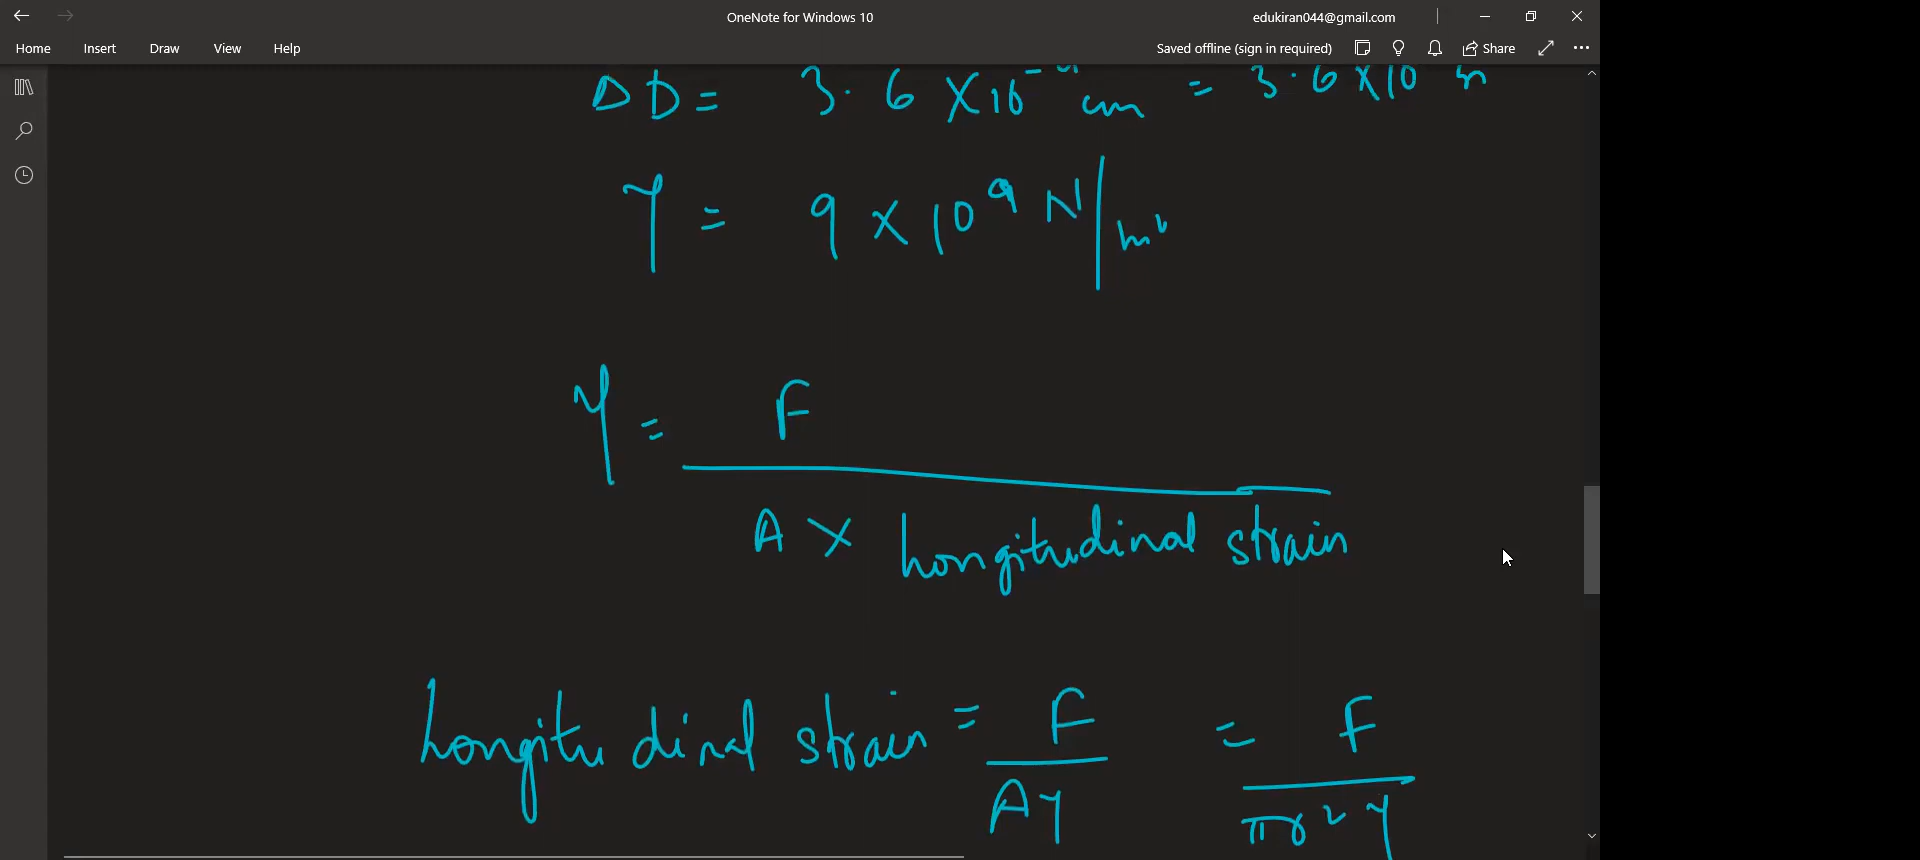 OneNote for Windows 10
edukiran044@gmail.com
Home Insert Draw View Help
Saved offline (sign in required) Share
ΔD = 3.6 X 10 cm = 3.6 X 10 m
Y = 9 X 10⁹ N/m²
Y = F
A X Longitudinal strain
Longitudinal strain = F = F
AY πr²Y